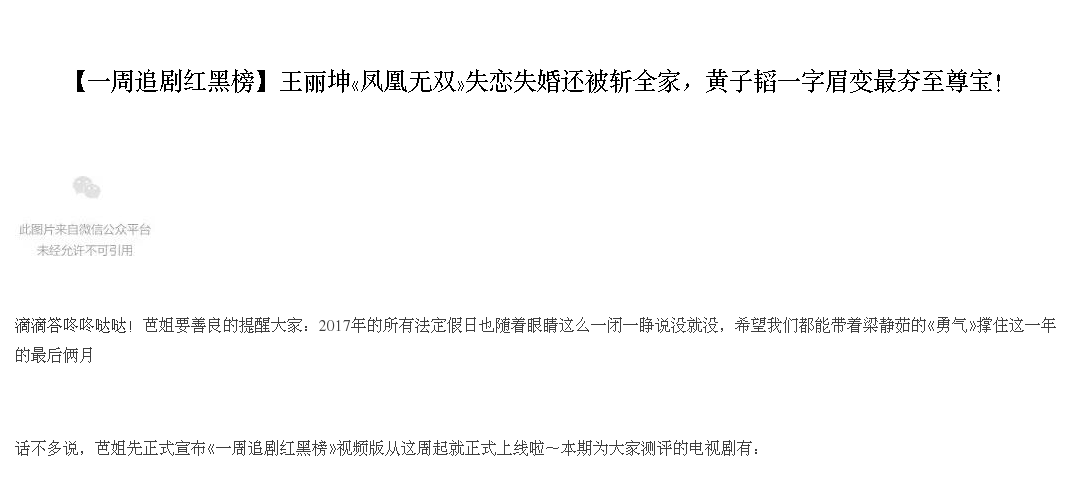 【一周追剧红黑榜】王丽坤《凤凰无双》失恋失婚还被斩全家，黄子韬一字眉变最夯至尊宝！
此图片来自微信公众平台
未经允许不可引用
滴滴答咚咚哒哒！芭姐要善良的提醒大家：2017年的所有法定假日也随着眼睛这么一闭一睁说没就没，希望我们都能带着梁静茹的《勇气》撑住这一年
的最后俩月
话不多说，芭姐先正式宣布《一周追剧红黑榜》视频版从这周起就正式上线啦～本期为大家测评的电视剧有：